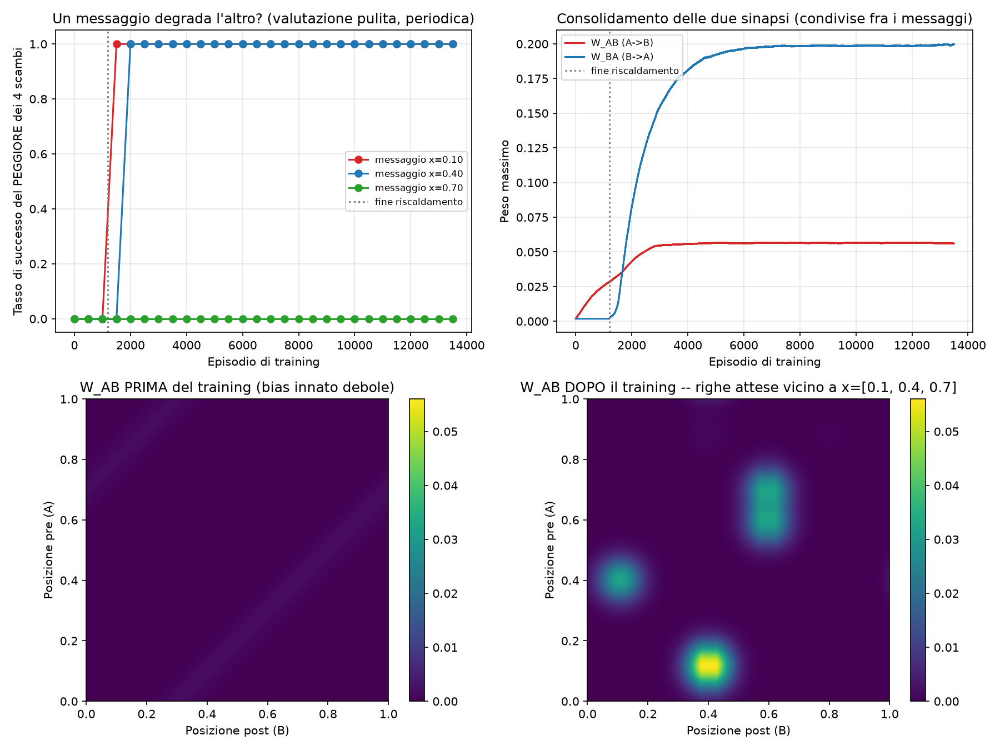 Un messaggio degrada l'altro? (valutazione pulita, periodica)
Tasso di successo del PEGGIORE dei 4 scambi
1.0
0.8
0.6
0.4
0.2
0.0
messaggio x=0.10
messaggio x=0.40
messaggio x=0.70
fine riscaldamento
0 2000 4000 6000 8000 10000 12000 14000
Episodio di training
Consolidamento delle due sinapsi (condivise fra i messaggi)
Peso massimo
0.200
0.175
0.150
0.125
0.100
0.075
0.050
0.025
0.000
W_AB (A->B)
W_BA (B->A)
fine riscaldamento
0 2000 4000 6000 8000 10000 12000 14000
Episodio di training
W_AB PRIMA del training (bias innato debole)
Posizione pre (A)
1.0
0.8
0.6
0.4
0.2
0.0
0.0 0.2 0.4 0.6 0.8 1.0
Posizione post (B)
0.05
0.04
0.03
0.02
0.01
0.00
W_AB DOPO il training -- righe attese vicino a x=[0.1, 0.4, 0.7]
Posizione pre (A)
1.0
0.8
0.6
0.4
0.2
0.0
0.0 0.2 0.4 0.6 0.8 1.0
Posizione post (B)
0.05
0.04
0.03
0.02
0.01
0.00